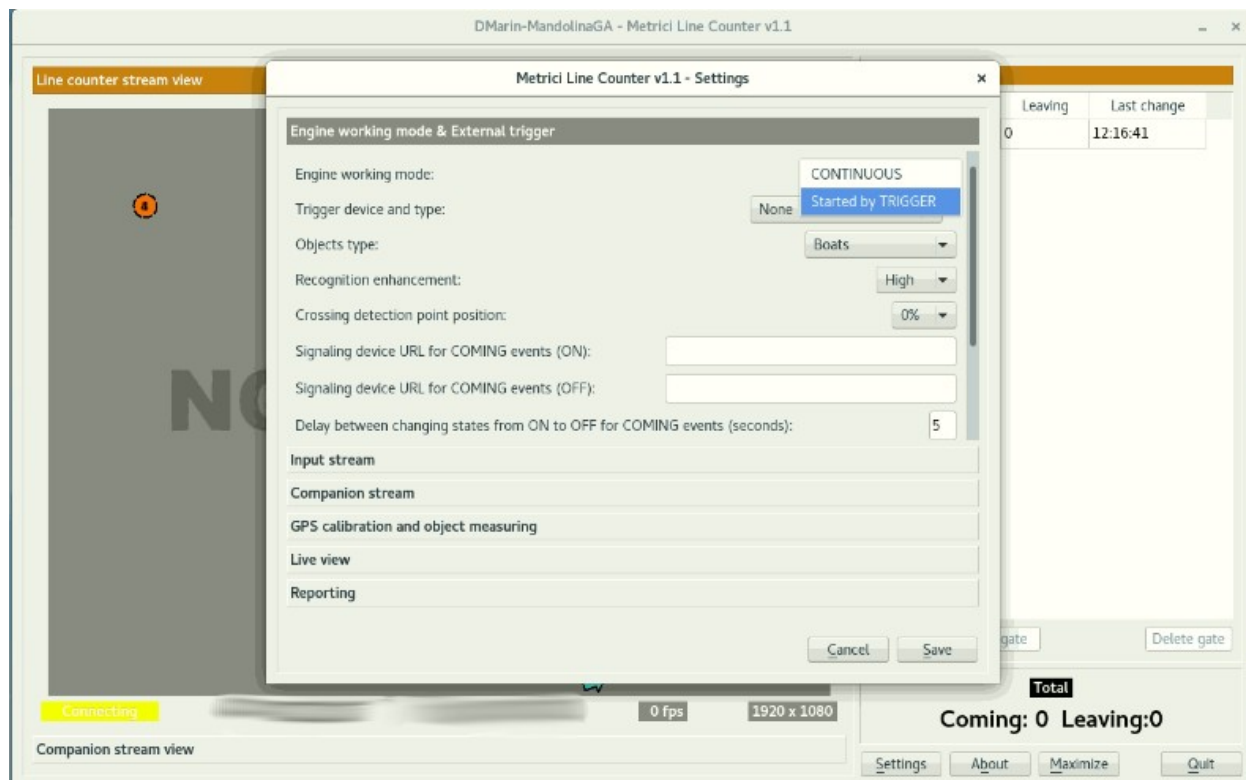 DMarin-MandolinaGA - Metrici Line Counter v1.1
Line counter stream view
Metrici Line Counter v1.1 - Settings
Leaving Last change
0 12:16:41
Engine working mode & External trigger
Engine working mode:
CONTINUOUS
Started by TRIGGER
Trigger device and type: None
4
Objects type: Boats
Recognition enhancement: High
Crossing detection point position: 0%
Signaling device URL for COMING events (ON):
Signaling device URL for COMING events (OFF):
Delay between changing states from ON to OFF for COMING events (seconds): 5
Input stream
Companion stream
GPS calibration and object measuring
Live view
Reporting
Cancel Save
gate Delete gate
Total
Connecting 0 fps 1920 x 1080
Coming: 0 Leaving:0
Companion stream view
Settings About Maximize Quit